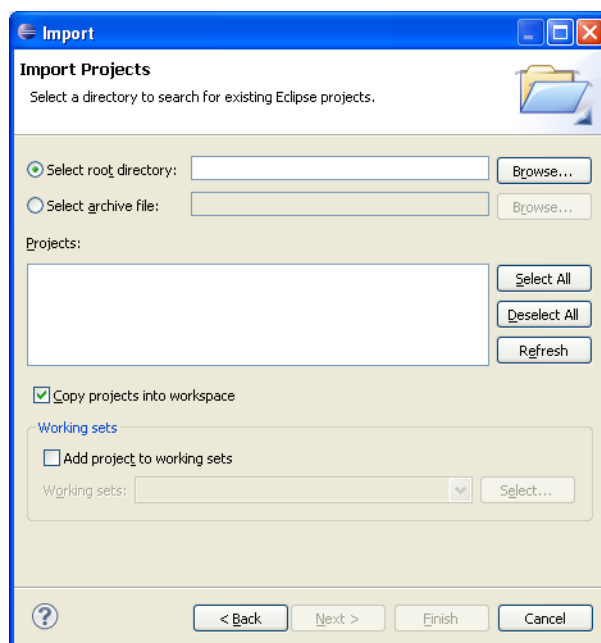 Import
Import Projects
Select a directory to search for existing Eclipse projects.
Select root directory: Browse...
Select archive file: Browse...
Projects:
Select All
Deselect All
Refresh
Copy projects into workspace
Working sets
Add project to working sets
Working sets: Select...
? < Back Next > Finish Cancel